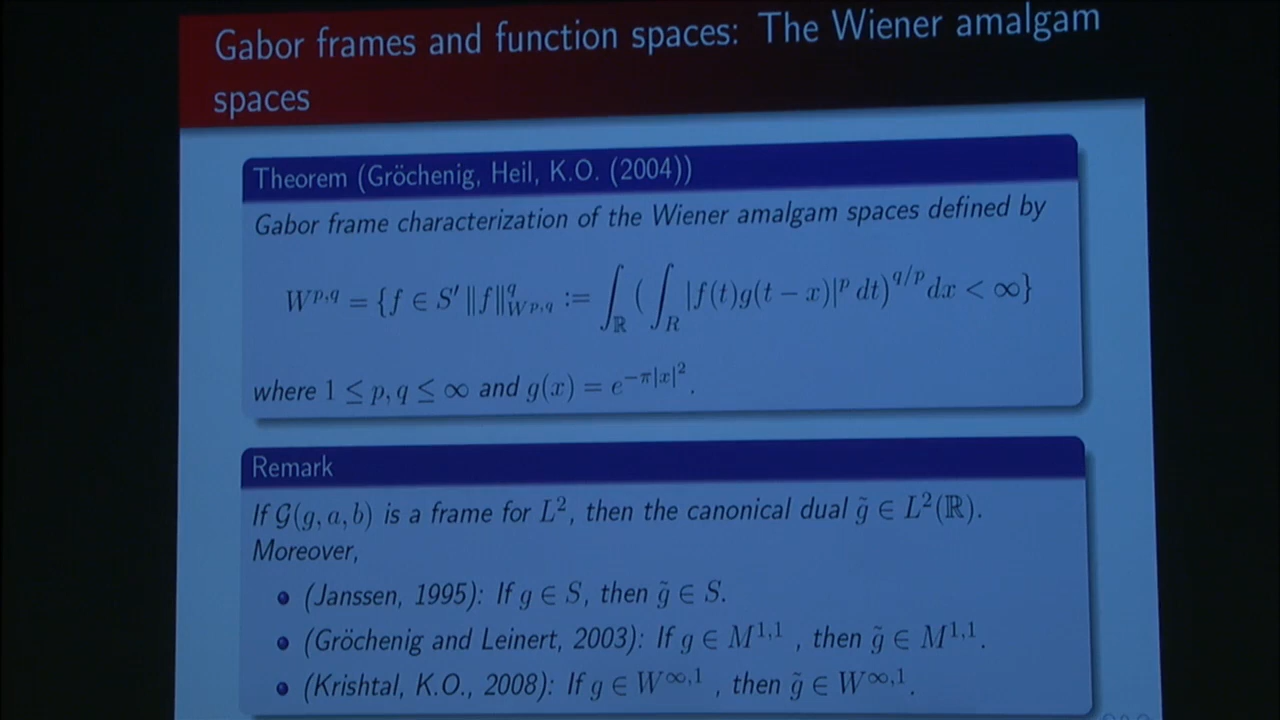 Gabor frames and function spaces: The Wiener amalgam
spaces
Theorem (Gröchenig, Heil, K.O. (2004))
Gabor frame characterization of the Wiener amalgam spaces defined by
W^{p,q} = {f ∈ S′ ‖f‖^q_{W^{p,q}} := ∫_ℝ ( ∫_R |f(t)g(t − x)|^p dt)^{q/p} dx < ∞}
where 1 ≤ p, q ≤ ∞ and g(x) = e^{−π|x|^2}.
Remark
If G(g, a, b) is a frame for L^2, then the canonical dual g̃ ∈ L^2(ℝ).
Moreover,
(Janssen, 1995): If g ∈ S, then g̃ ∈ S.
(Gröchenig and Leinert, 2003): If g ∈ M^{1,1} , then g̃ ∈ M^{1,1}.
(Krishtal, K.O., 2008): If g ∈ W^{∞,1} , then g̃ ∈ W^{∞,1}.